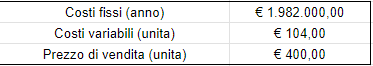 Costi fissi (anno) € 1.982.000,00
Costi variabili (unita) € 104,00
Prezzo di vendita (unita) € 400,00